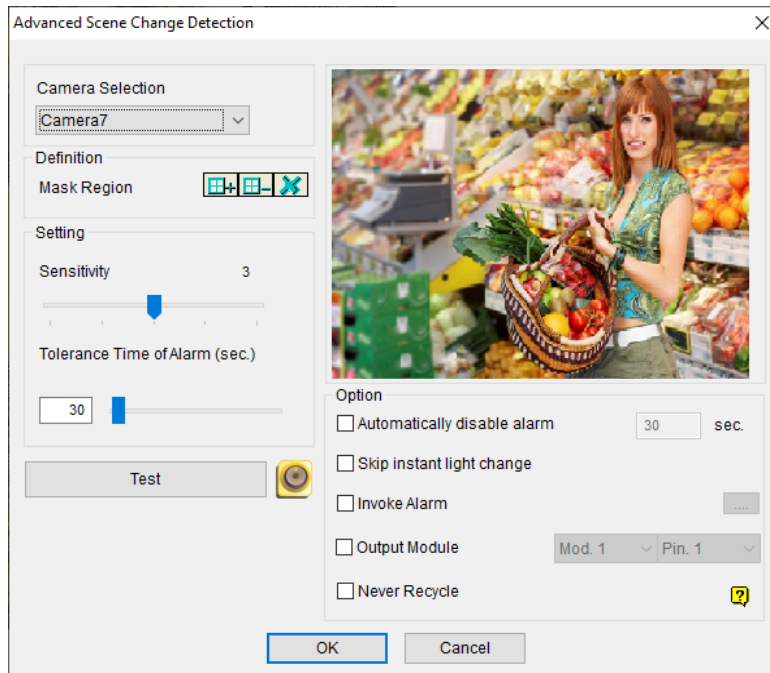 Advanced Scene Change Detection
Camera Selection
Camera7
Definition
Mask Region
Setting
Sensitivity 3
Tolerance Time of Alarm (sec.)
30
Test
Option
Automatically disable alarm 30 sec.
Skip instant light change
Invoke Alarm ....
Output Module Mod. 1 Pin. 1
Never Recycle ?
OK Cancel